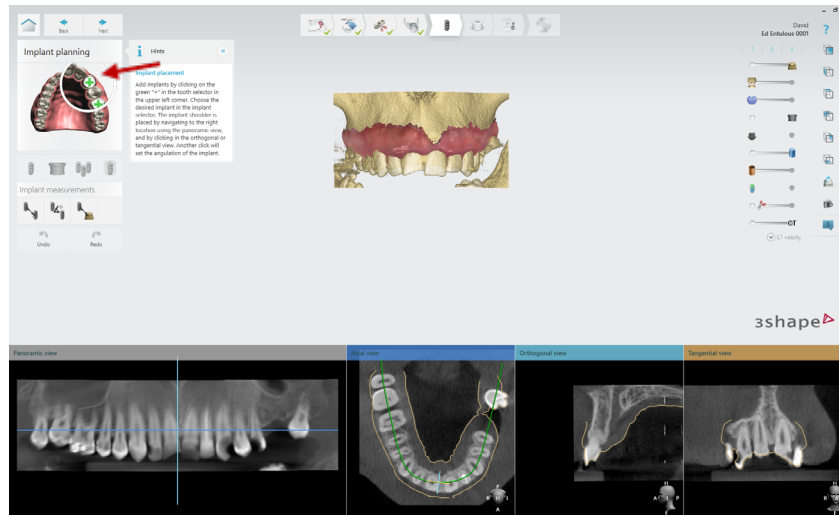 David
Ed Entulous 0001
Back
Next
Implant planning
Hints
Implant placement
Add implants by clicking on the
green "+" in the tooth selector in
the upper left corner. Choose the
desired implant in the implant
selector. The implant shoulder is
placed by navigating to the right
location using the panoramic view,
and by clicking in the orthogonal or
tangential view. Another click will
set the angulation of the implant.
Implant measurements
Undo
Redo
CT
CT visibility
3shape
Panoramic view
Axial view
Orthogonal view
Tangential view